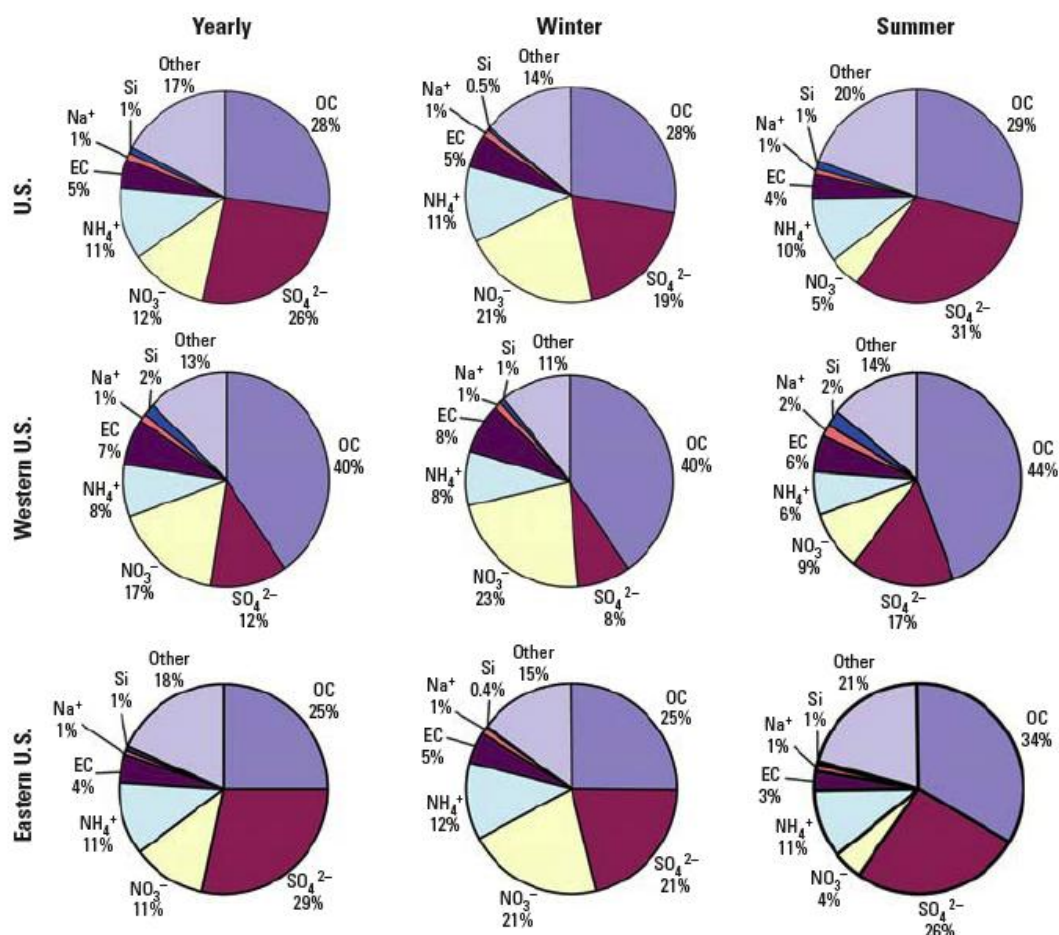 Yearly
Winter
Summer
U.S.
Other
17%
Si
1%
Na⁺
1%
EC
5%
NH₄⁺
11%
NO₃⁻
12%
SO₄²⁻
26%
OC
28%
Other
14%
Si
0.5%
Na⁺
1%
EC
5%
NH₄⁺
11%
NO₃⁻
21%
SO₄²⁻
19%
OC
28%
Other
20%
Si
1%
Na⁺
1%
EC
4%
NH₄⁺
10%
NO₃⁻
5%
SO₄²⁻
31%
OC
29%
Western U.S.
Other
13%
Si
2%
Na⁺
1%
EC
7%
NH₄⁺
8%
NO₃⁻
17%
SO₄²⁻
12%
OC
40%
Other
11%
Si
1%
Na⁺
1%
EC
8%
NH₄⁺
8%
NO₃⁻
23%
SO₄²⁻
8%
OC
40%
Other
14%
Si
2%
Na⁺
2%
EC
6%
NH₄⁺
6%
NO₃⁻
9%
SO₄²⁻
17%
OC
44%
Eastern U.S.
Other
18%
Si
1%
Na⁺
1%
EC
4%
NH₄⁺
11%
NO₃⁻
11%
SO₄²⁻
29%
OC
25%
Other
15%
Si
0.4%
Na⁺
1%
EC
5%
NH₄⁺
12%
NO₃⁻
21%
SO₄²⁻
21%
OC
25%
Other
21%
Si
1%
Na⁺
1%
EC
3%
NH₄⁺
11%
NO₃⁻
4%
SO₄²⁻
26%
OC
34%